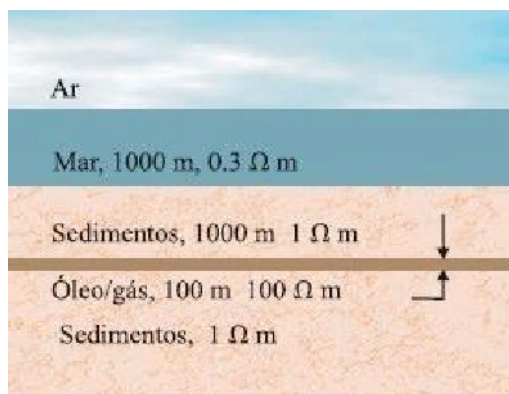 Ar
Mar, 1000 m, 0.3 Ω m
Sedimentos, 1000 m 1 Ω m
Óleo/gás, 100 m 100 Ω m
Sedimentos, 1 Ω m